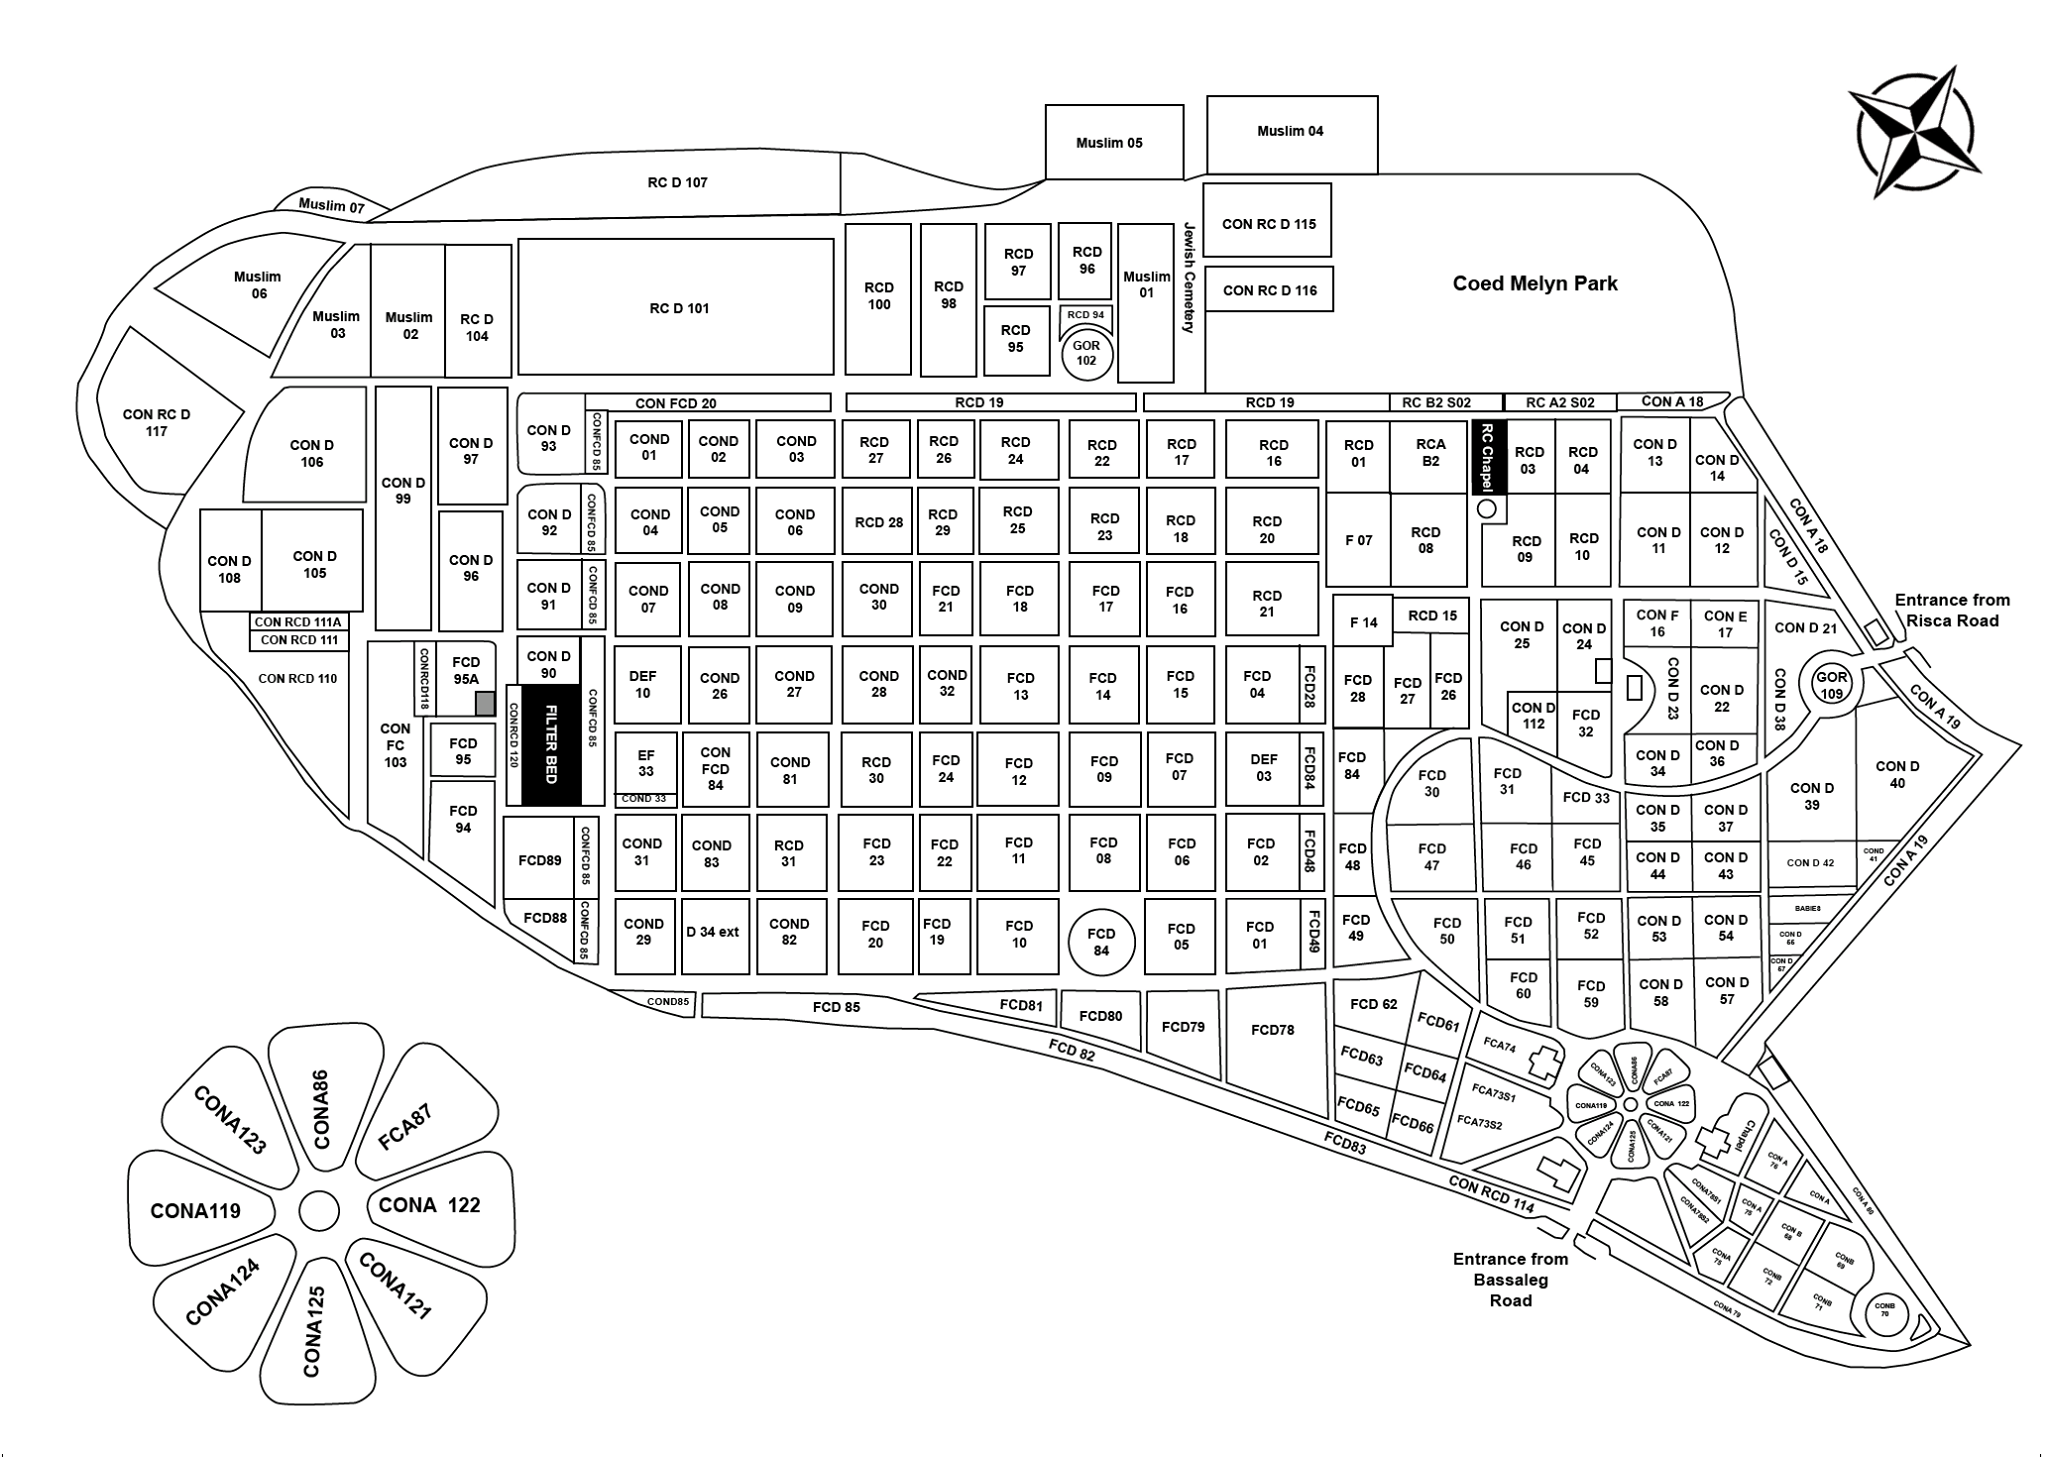 Muslim 05
Muslim 04
RC D 107
Muslim 07
CON RC D 115
Muslim
06
Muslim
03
Muslim
02
RC D
104
RC D 101
RCD
100
RCD
98
RCD
97
RCD
96
RCD
95
RCD 94
GOR
102
Muslim
01
Jewish Cemetery
CON RC D 116
Coed Melyn Park
CON RC D
117
CON D
106
CON D
99
CON D
97
CON D
93
CONFCD 85
CON FCD 20
RCD 19
RCD 19
RC B2 S02
RC A2 S02
CON A 18
COND
01
COND
02
COND
03
RCD
27
RCD
26
RCD
24
RCD
22
RCD
17
RCD
16
RCD
01
RCA
B2
RC Chapel
RCD
03
RCD
04
CON D
13
CON D
14
CON A 18
CON D
108
CON D
105
CON D
96
CON D
92
CONFCD 85
COND
04
COND
05
COND
06
RCD 28
RCD
29
RCD
25
RCD
23
RCD
18
RCD
20
F 07
RCD
08
RCD
09
RCD
10
CON D
11
CON D
12
CON D 15
CON RCD 111A
CON RCD 111
CON RCD 110
CON D
91
CONFCD 85
COND
07
COND
08
COND
09
COND
30
FCD
21
FCD
18
FCD
17
FCD
16
RCD
21
F 14
RCD 15
CON D
25
CON D
24
CON F
16
CON E
17
CON D 21
Entrance from
Risca Road
CON
FC
103
CONRCD118
FCD
95A
CON D
90
CONRCD 120
FILTER BED
CONFCD 85
DEF
10
COND
26
COND
27
COND
28
COND
32
FCD
13
FCD
14
FCD
15
FCD
04
FCD28
FCD
28
FCD
27
FCD
26
CON D
112
FCD
32
CON D 23
CON D
22
CON D 38
GOR
109
CON A 19
FCD
95
FCD
94
EF
33
COND 33
CON
FCD
84
COND
81
RCD
30
FCD
24
FCD
12
FCD
09
FCD
07
DEF
03
FCD84
FCD
84
FCD
30
FCD
31
FCD 33
CON D
34
CON D
36
CON D
39
CON D
40
FCD89
CONFCD 85
COND
31
COND
83
RCD
31
FCD
23
FCD
22
FCD
11
FCD
08
FCD
06
FCD
02
FCD48
FCD
48
FCD
47
FCD
46
FCD
45
CON D
35
CON D
37
CON D
44
CON D
43
CON D 42
COND
41
CON A 19
FCD88
CONFCD 85
COND
29
D 34 ext
COND
82
FCD
20
FCD
19
FCD
10
FCD
84
FCD
05
FCD
01
FCD49
FCD
49
FCD
50
FCD
51
FCD
52
CON D
53
CON D
54
BABIE8
CON D
56
CON D
67
FCD
60
FCD
59
CON D
58
CON D
57
COND85
FCD 85
FCD81
FCD80
FCD79
FCD78
FCD 62
FCD61
FCD63
FCD64
FCD65
FCD66
FCD 82
FCD83
CON RCD 114
FCA74
FCA73S1
FCA73S2
CONA86
FCA87
CONA 122
CONA121
CONA125
CONA124
CONA119
CONA123
Chapel
CON A
76
CON A
CON A 80
CONA78S1
CONA78S2
CON A
75
CONA
75
CON B
68
CONB
69
CONB
72
CONB
71
CONB
70
CONA 79
Entrance from
Bassaleg
Road
CONA86
FCA87
CONA 122
CONA121
CONA125
CONA124
CONA119
CONA123